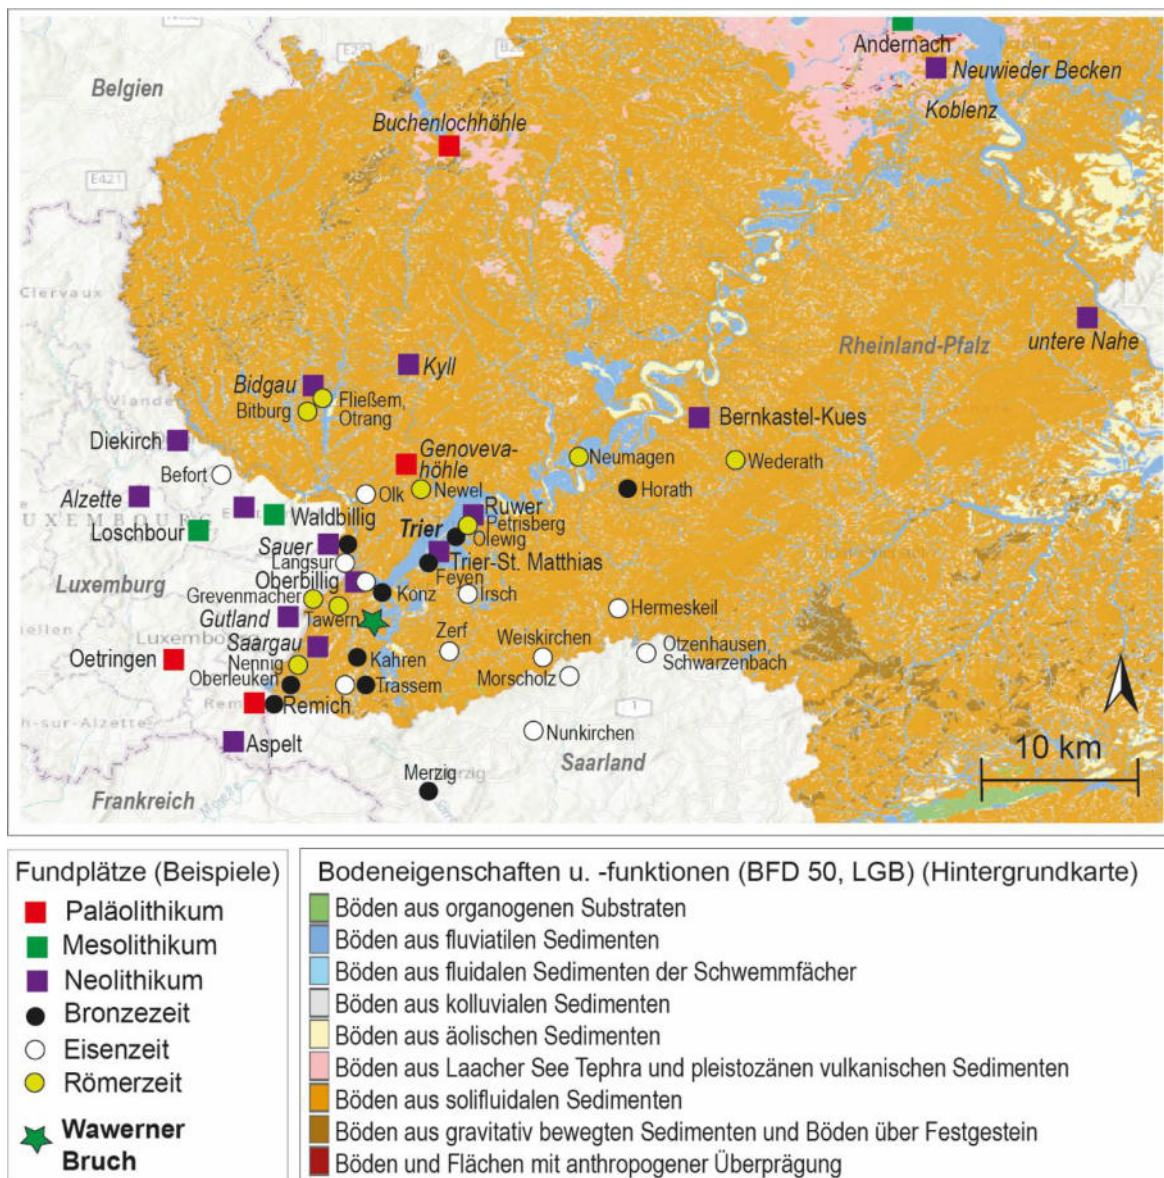 Belgien
E421
Buchenlochhöhle
Andernach
Neuwieder Becken
Koblenz
Clervaux
Rheinland-Pfalz
untere Nahe
Kyll
Bidgau
Fließem,
Otrang
Bitburg
Bernkastel-Kues
Diekirch
Befort
Genoveva-
höhle
Neumagen
Wederath
Alzette
Olk
Newel
Horath
Waldbillig
Ruwer
Petrisberg
Loschbour
Trier
Olewig
Sauer
Trier-St. Matthias
Langsur
Feyen
Luxemburg
Oberbillig
Konz
Irsch
Grevenmacher
Hermeskeil
Gutland
Tawern
Saargau
Zerf
Weiskirchen
Otzenhausen,
Schwarzenbach
Oetringen
Nennig
Kahren
Morscholz
Oberleuken
Trassem
Remich
1
Aspelt
Nunkirchen
Saarland
10 km
Merzig
Frankreich
Fundplätze (Beispiele)
Paläolithikum
Mesolithikum
Neolithikum
Bronzezeit
Eisenzeit
Römerzeit
Wawerner
Bruch
Bodeneigenschaften u. -funktionen (BFD 50, LGB) (Hintergrundkarte)
Böden aus organogenen Substraten
Böden aus fluviatilen Sedimenten
Böden aus fluidalen Sedimenten der Schwemmfächer
Böden aus kolluvialen Sedimenten
Böden aus äolischen Sedimenten
Böden aus Laacher See Tephra und pleistozänen vulkanischen Sedimenten
Böden aus solifluidalen Sedimenten
Böden aus gravitativ bewegten Sedimenten und Böden über Festgestein
Böden und Flächen mit anthropogener Überprägung